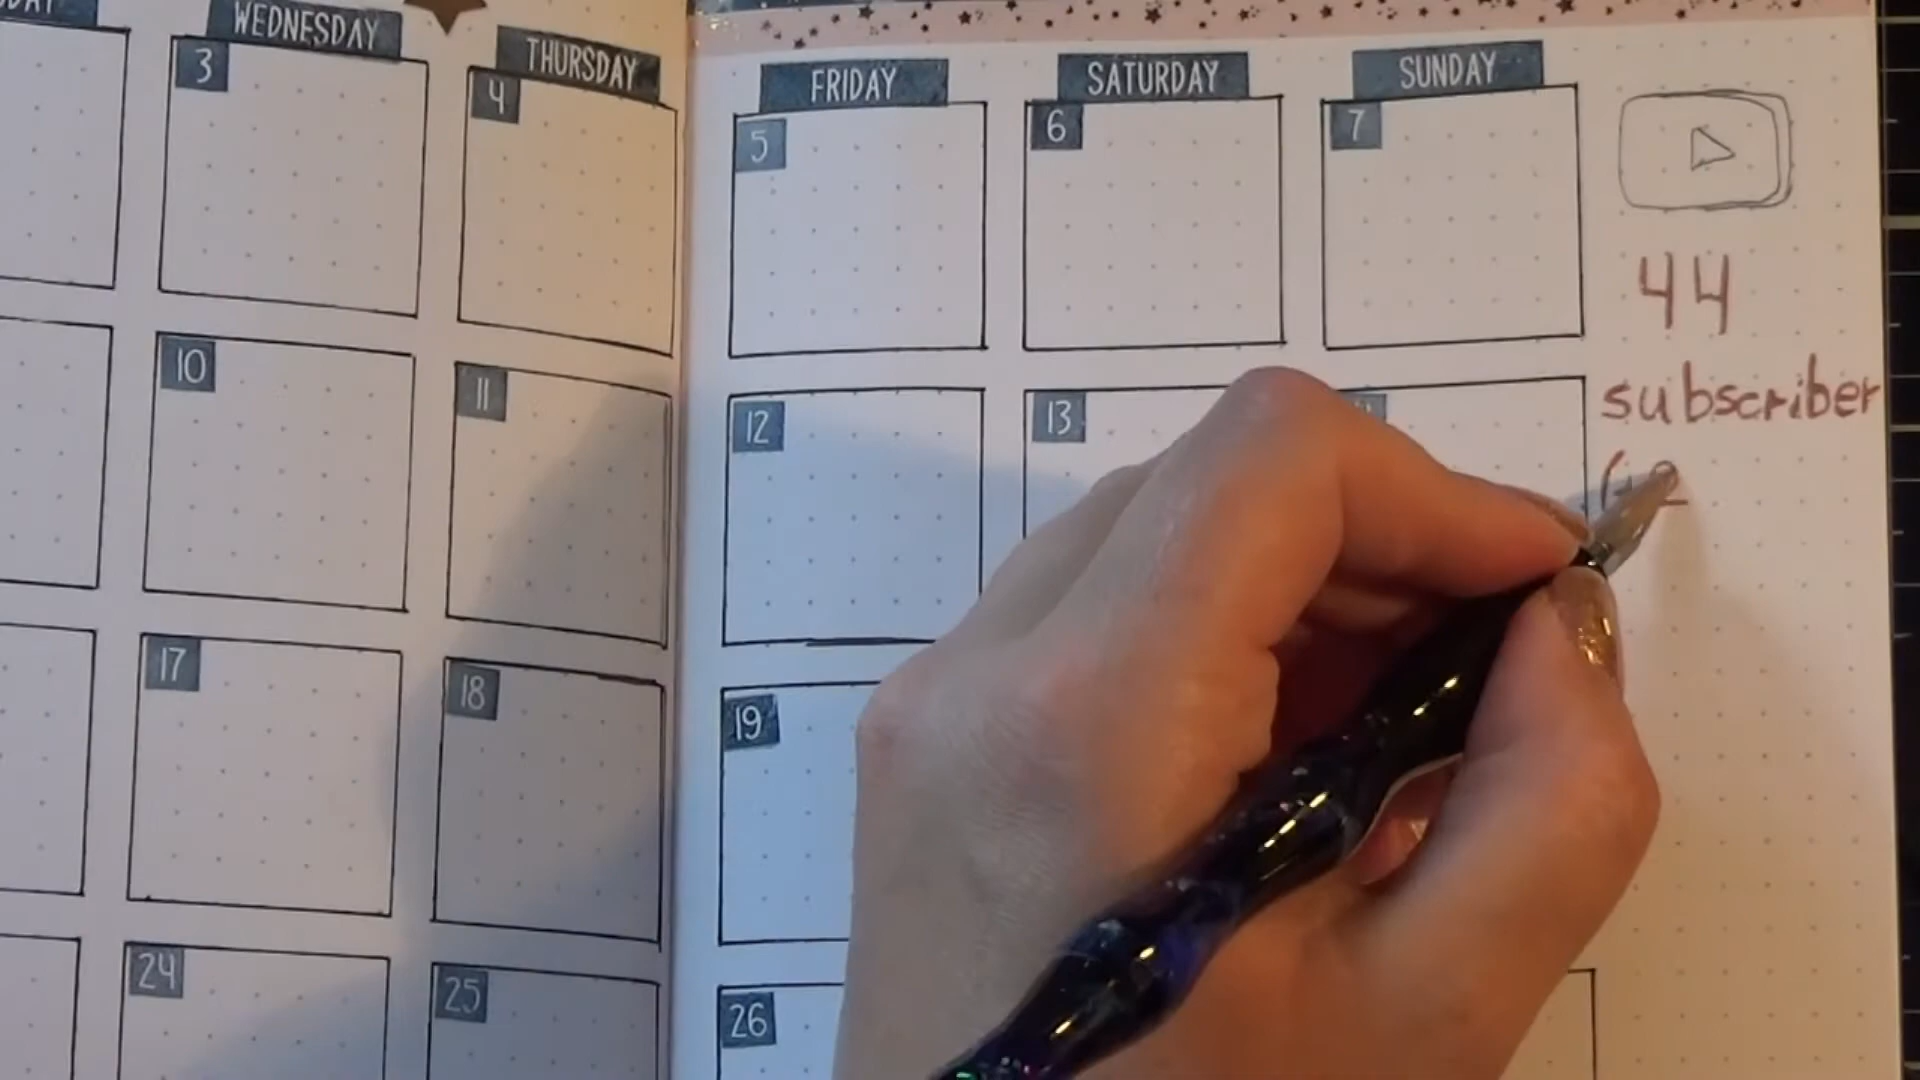 WEDNESDAY THURSDAY FRIDAY SATURDAY SUNDAY
3 4 5 6 7
44
subscriber
10 11 12 13
17 18 19
24 25 26